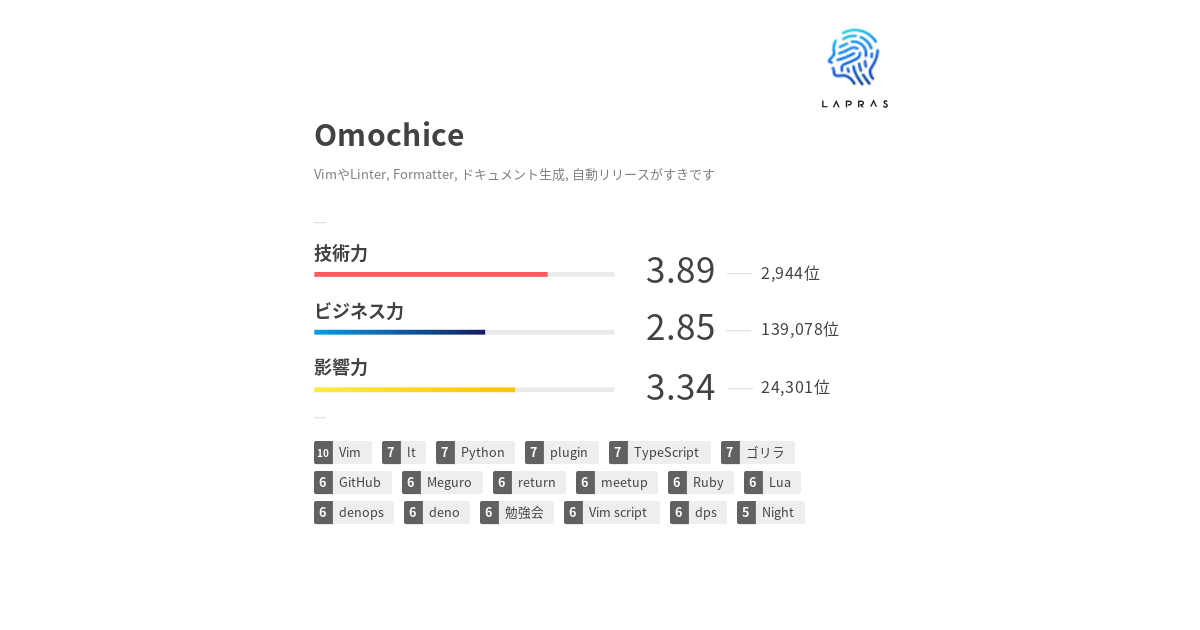 LAPRAS
Omochice
VimやLinter, Formatter, ドキュメント生成, 自動リリースがすきです
技術力 3.89 2,944位
ビジネス力 2.85 139,078位
影響力 3.34 24,301位
10 Vim 7 lt 7 Python 7 plugin 7 TypeScript 7 ゴリラ
6 GitHub 6 Meguro 6 return 6 meetup 6 Ruby 6 Lua
6 denops 6 deno 6 勉強会 6 Vim script 6 dps 5 Night